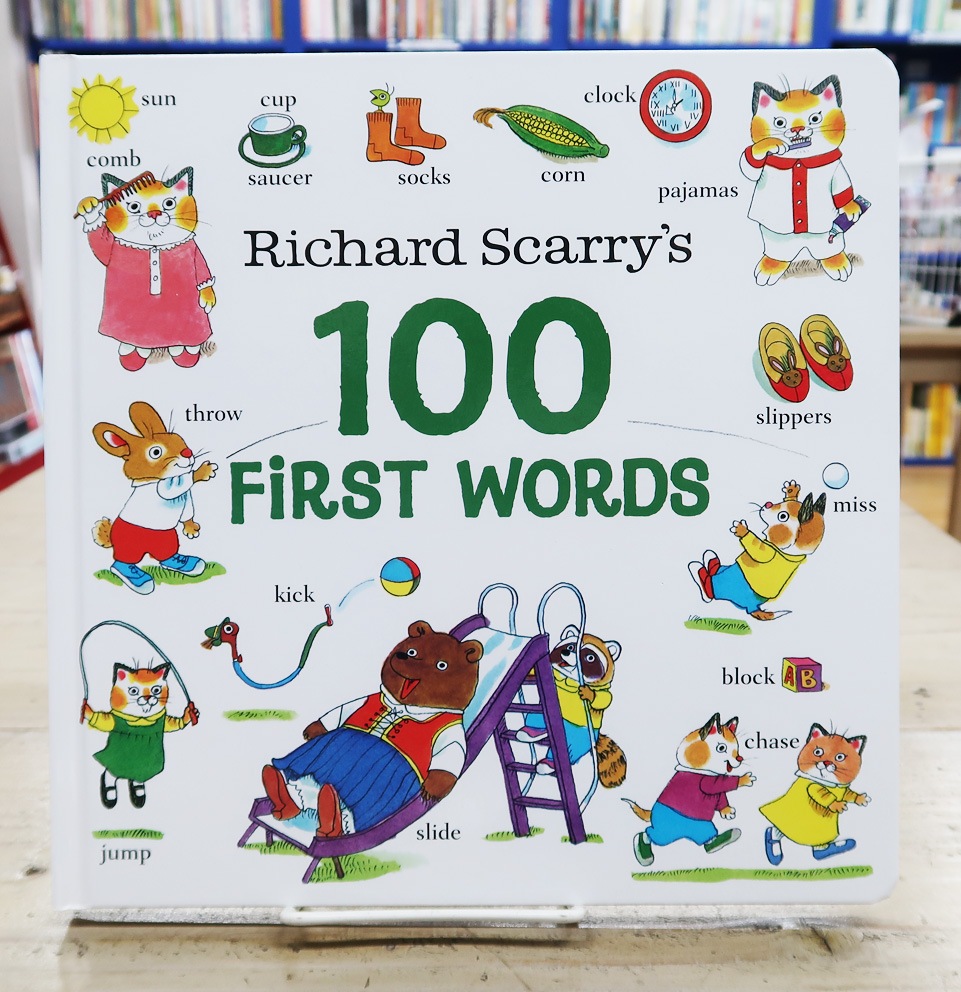 sun
cup
saucer
socks
corn
clock
comb
pajamas
Richard Scarry's
100
FiRST WORDS
slippers
throw
miss
kick
block
A B
chase
slide
jump